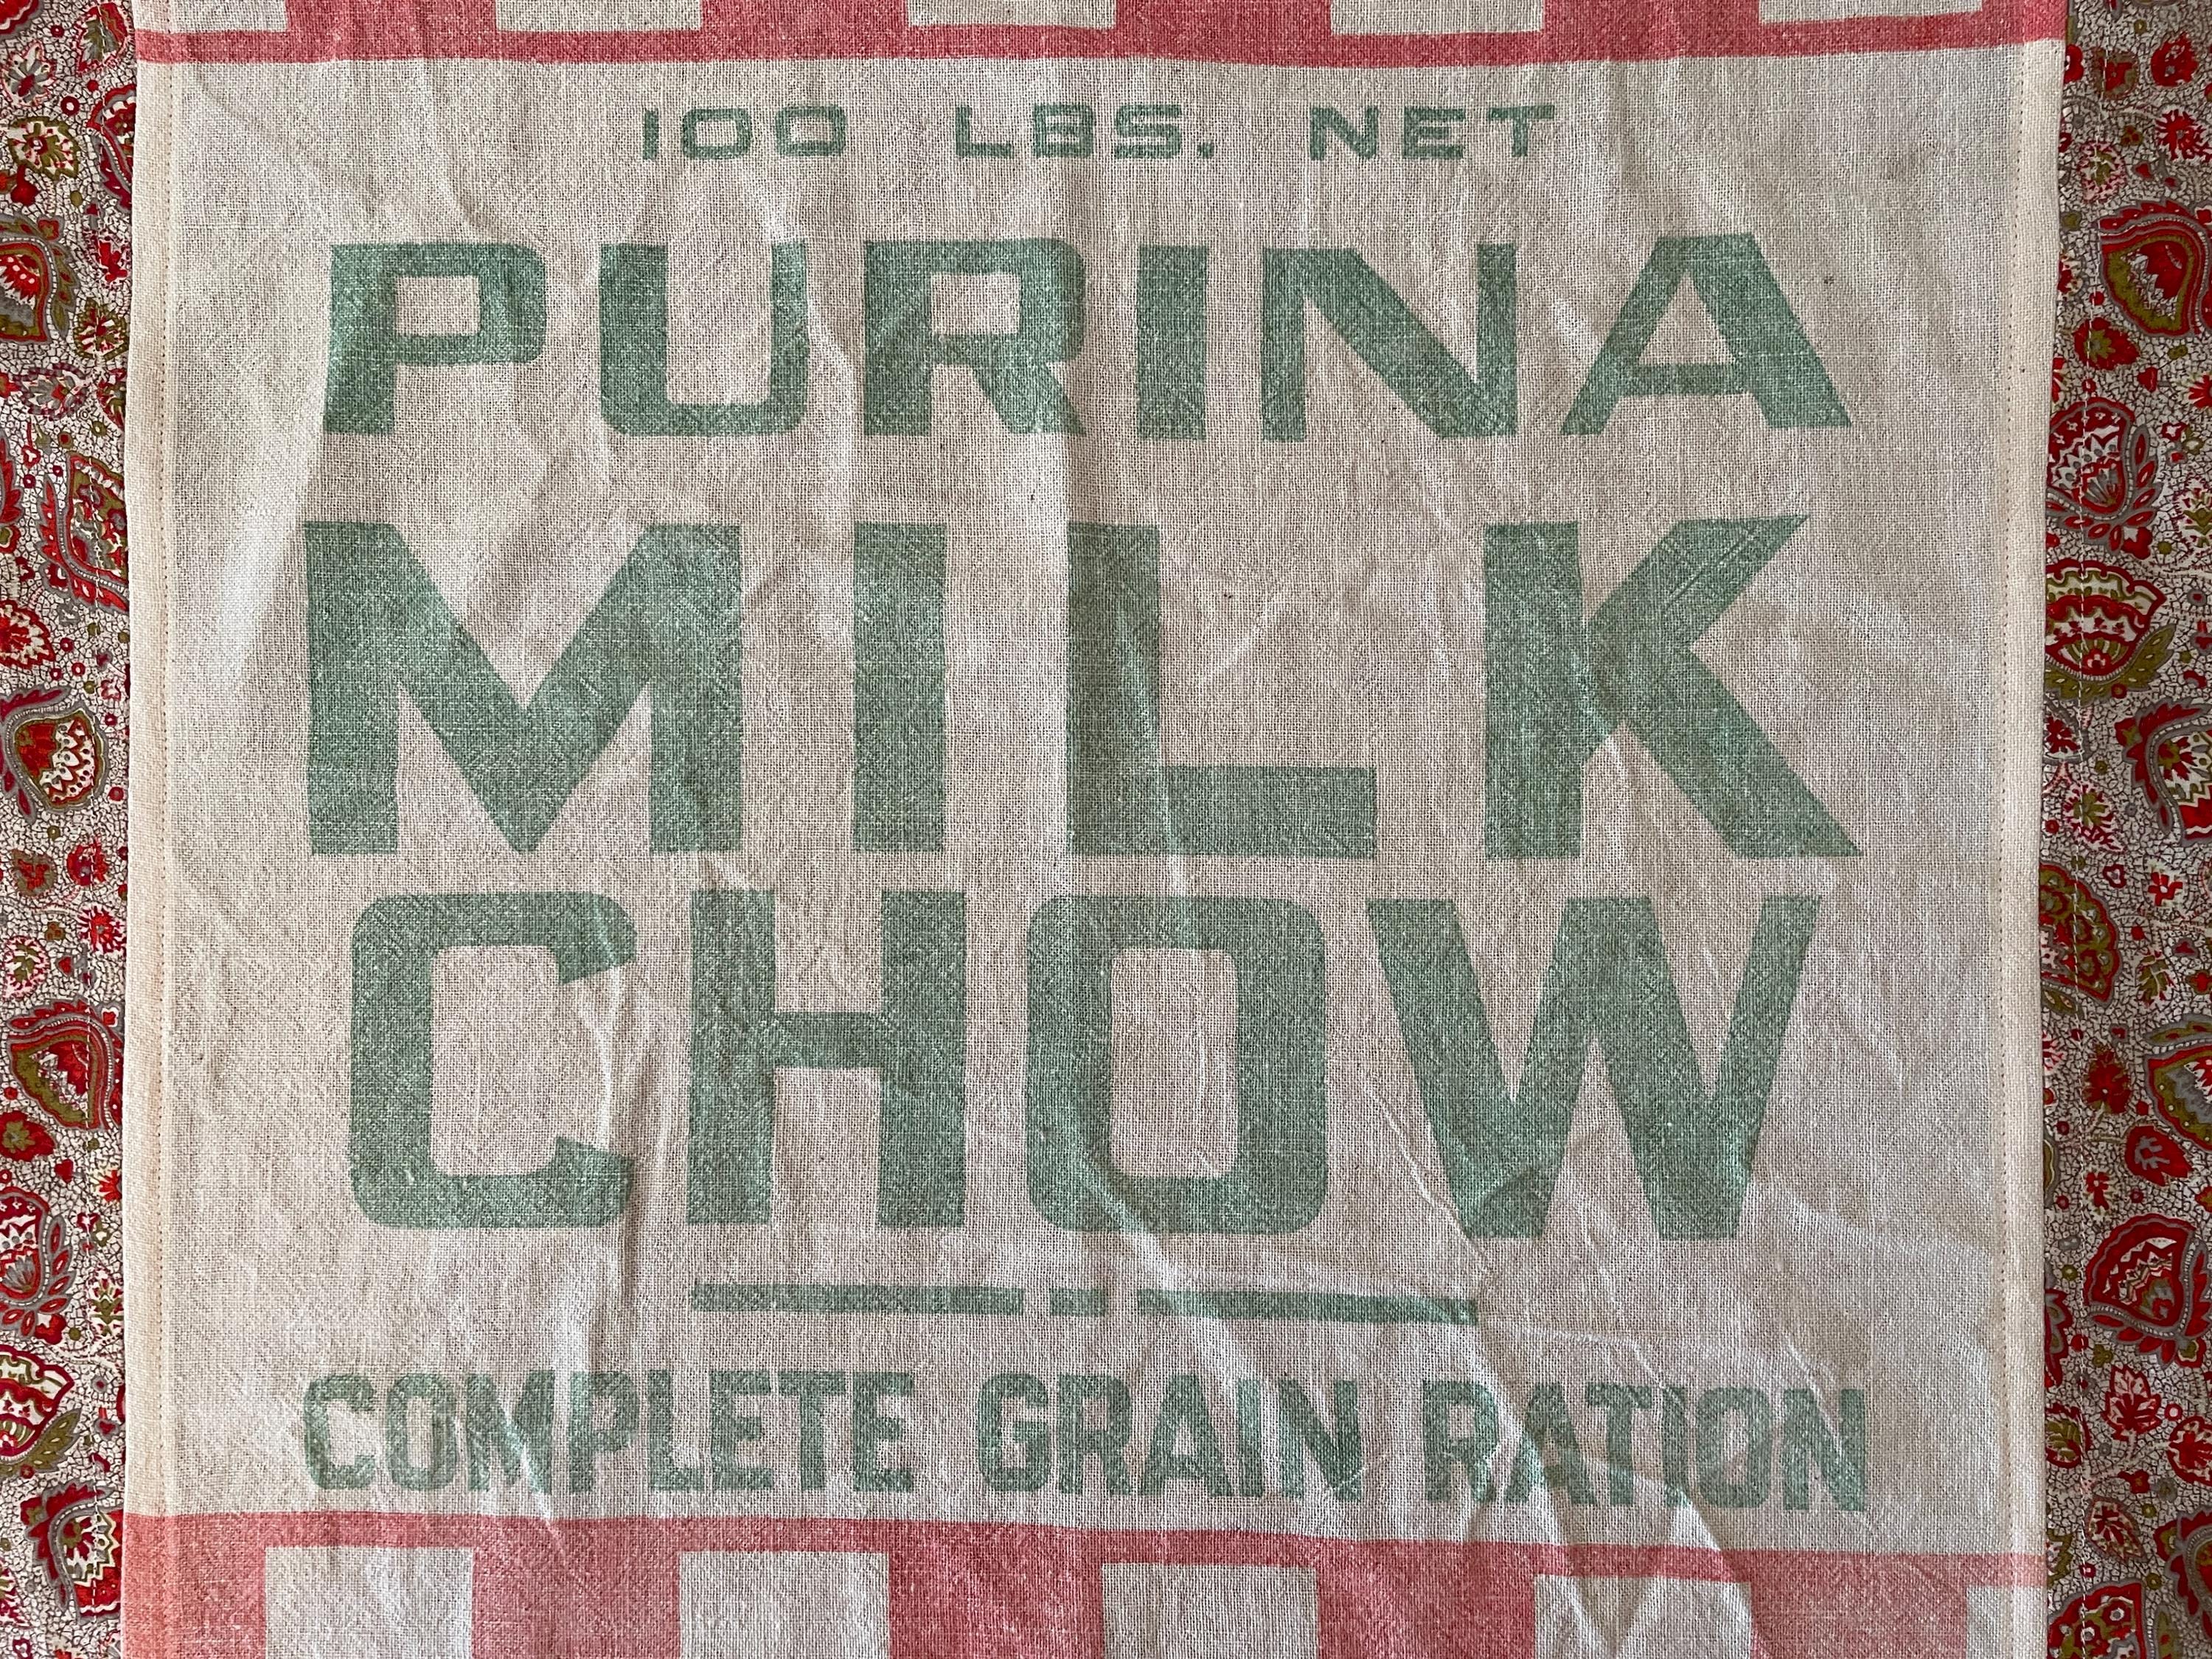 100 LBS. NET
PURINA
MILK
CHOW
COMPLETE GRAIN RATION